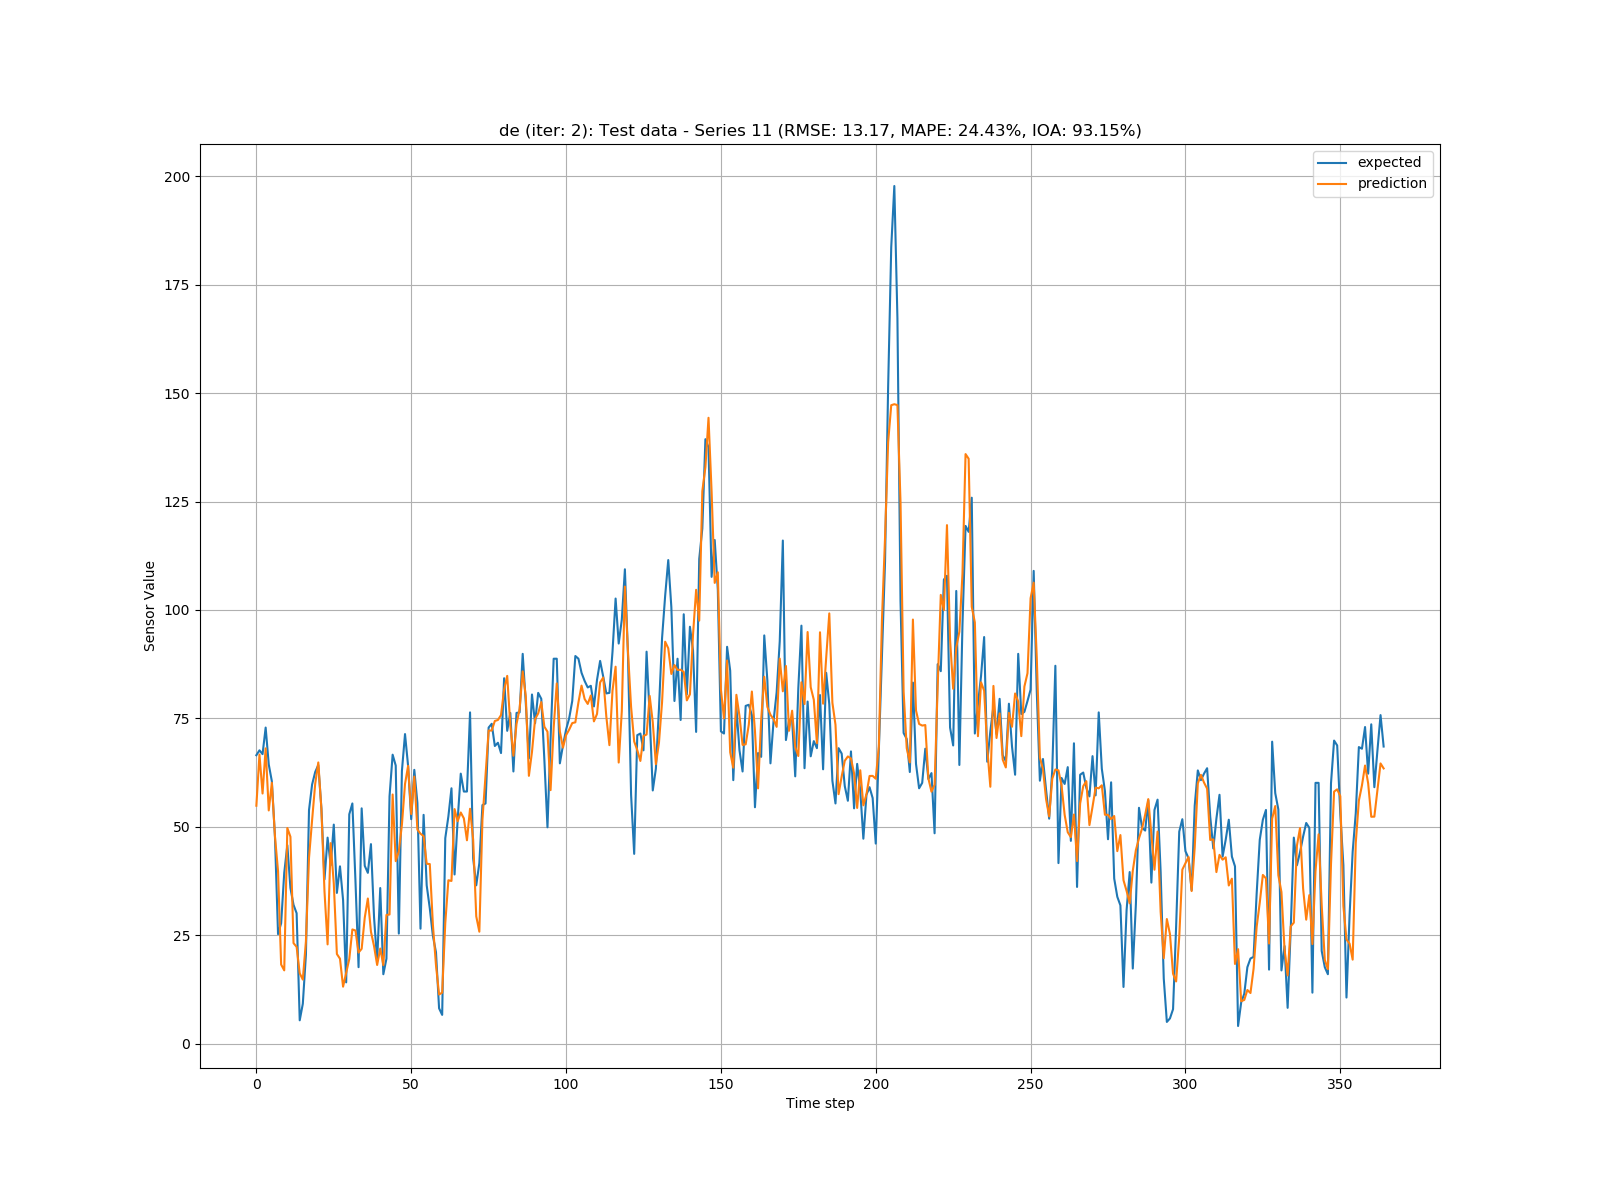 de (iter: 2): Test data - Series 11 (RMSE: 13.17, MAPE: 24.43%, IOA: 93.15%)
expected
prediction
200
175
150
125
100
75
50
25
0
Sensor Value
0 50 100 150 200 250 300 350
Time step